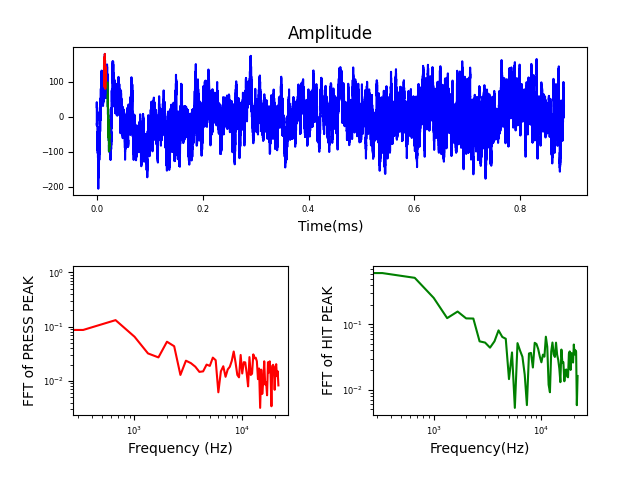 Amplitude
100
0
−100
−200
0.0 0.2 0.4 0.6 0.8
Time(ms)
FFT of PRESS PEAK
10⁰
10⁻¹
10⁻²
10³ 10⁴
Frequency (Hz)
FFT of HIT PEAK
10⁻¹
10⁻²
10³ 10⁴
Frequency(Hz)